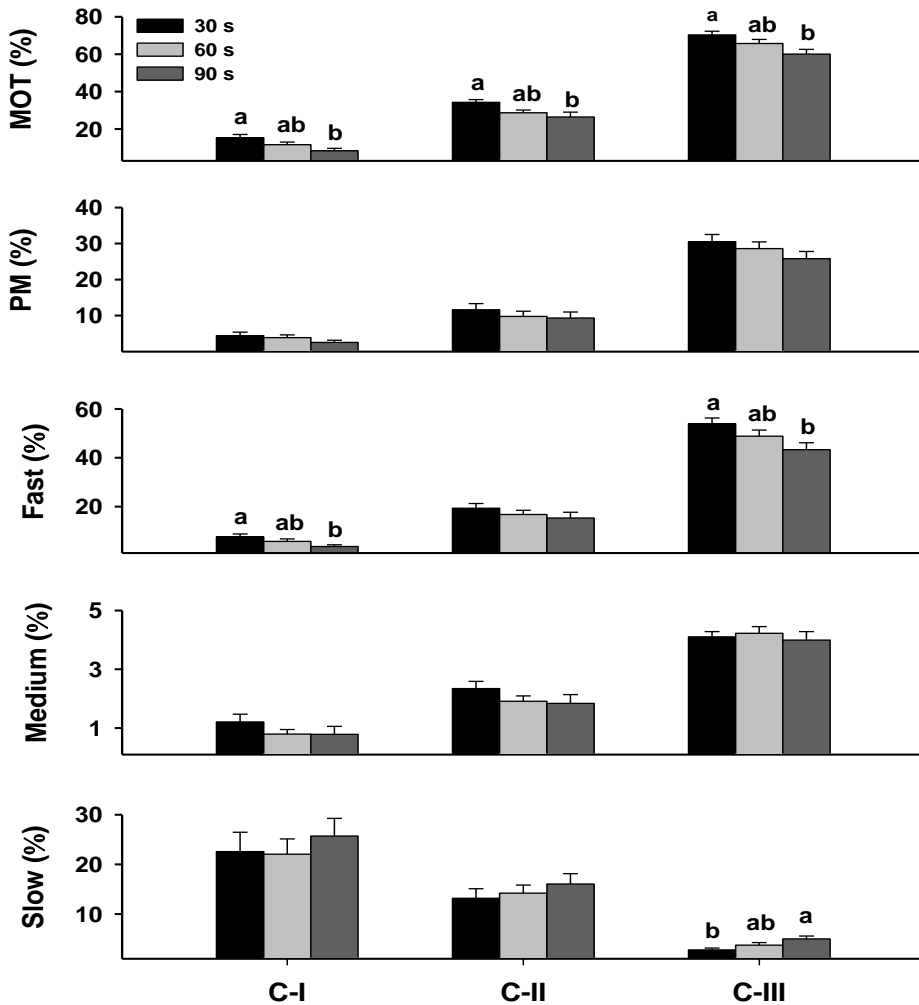 MOT (%)
80
60
40
20
30 s
60 s
90 s
a ab b
a ab b
a ab b
PM (%)
40
30
20
10
Fast (%)
60
40
20
a ab b
a ab b
Medium (%)
5
3
1
Slow (%)
30
20
10
b ab a
C-I C-II C-III